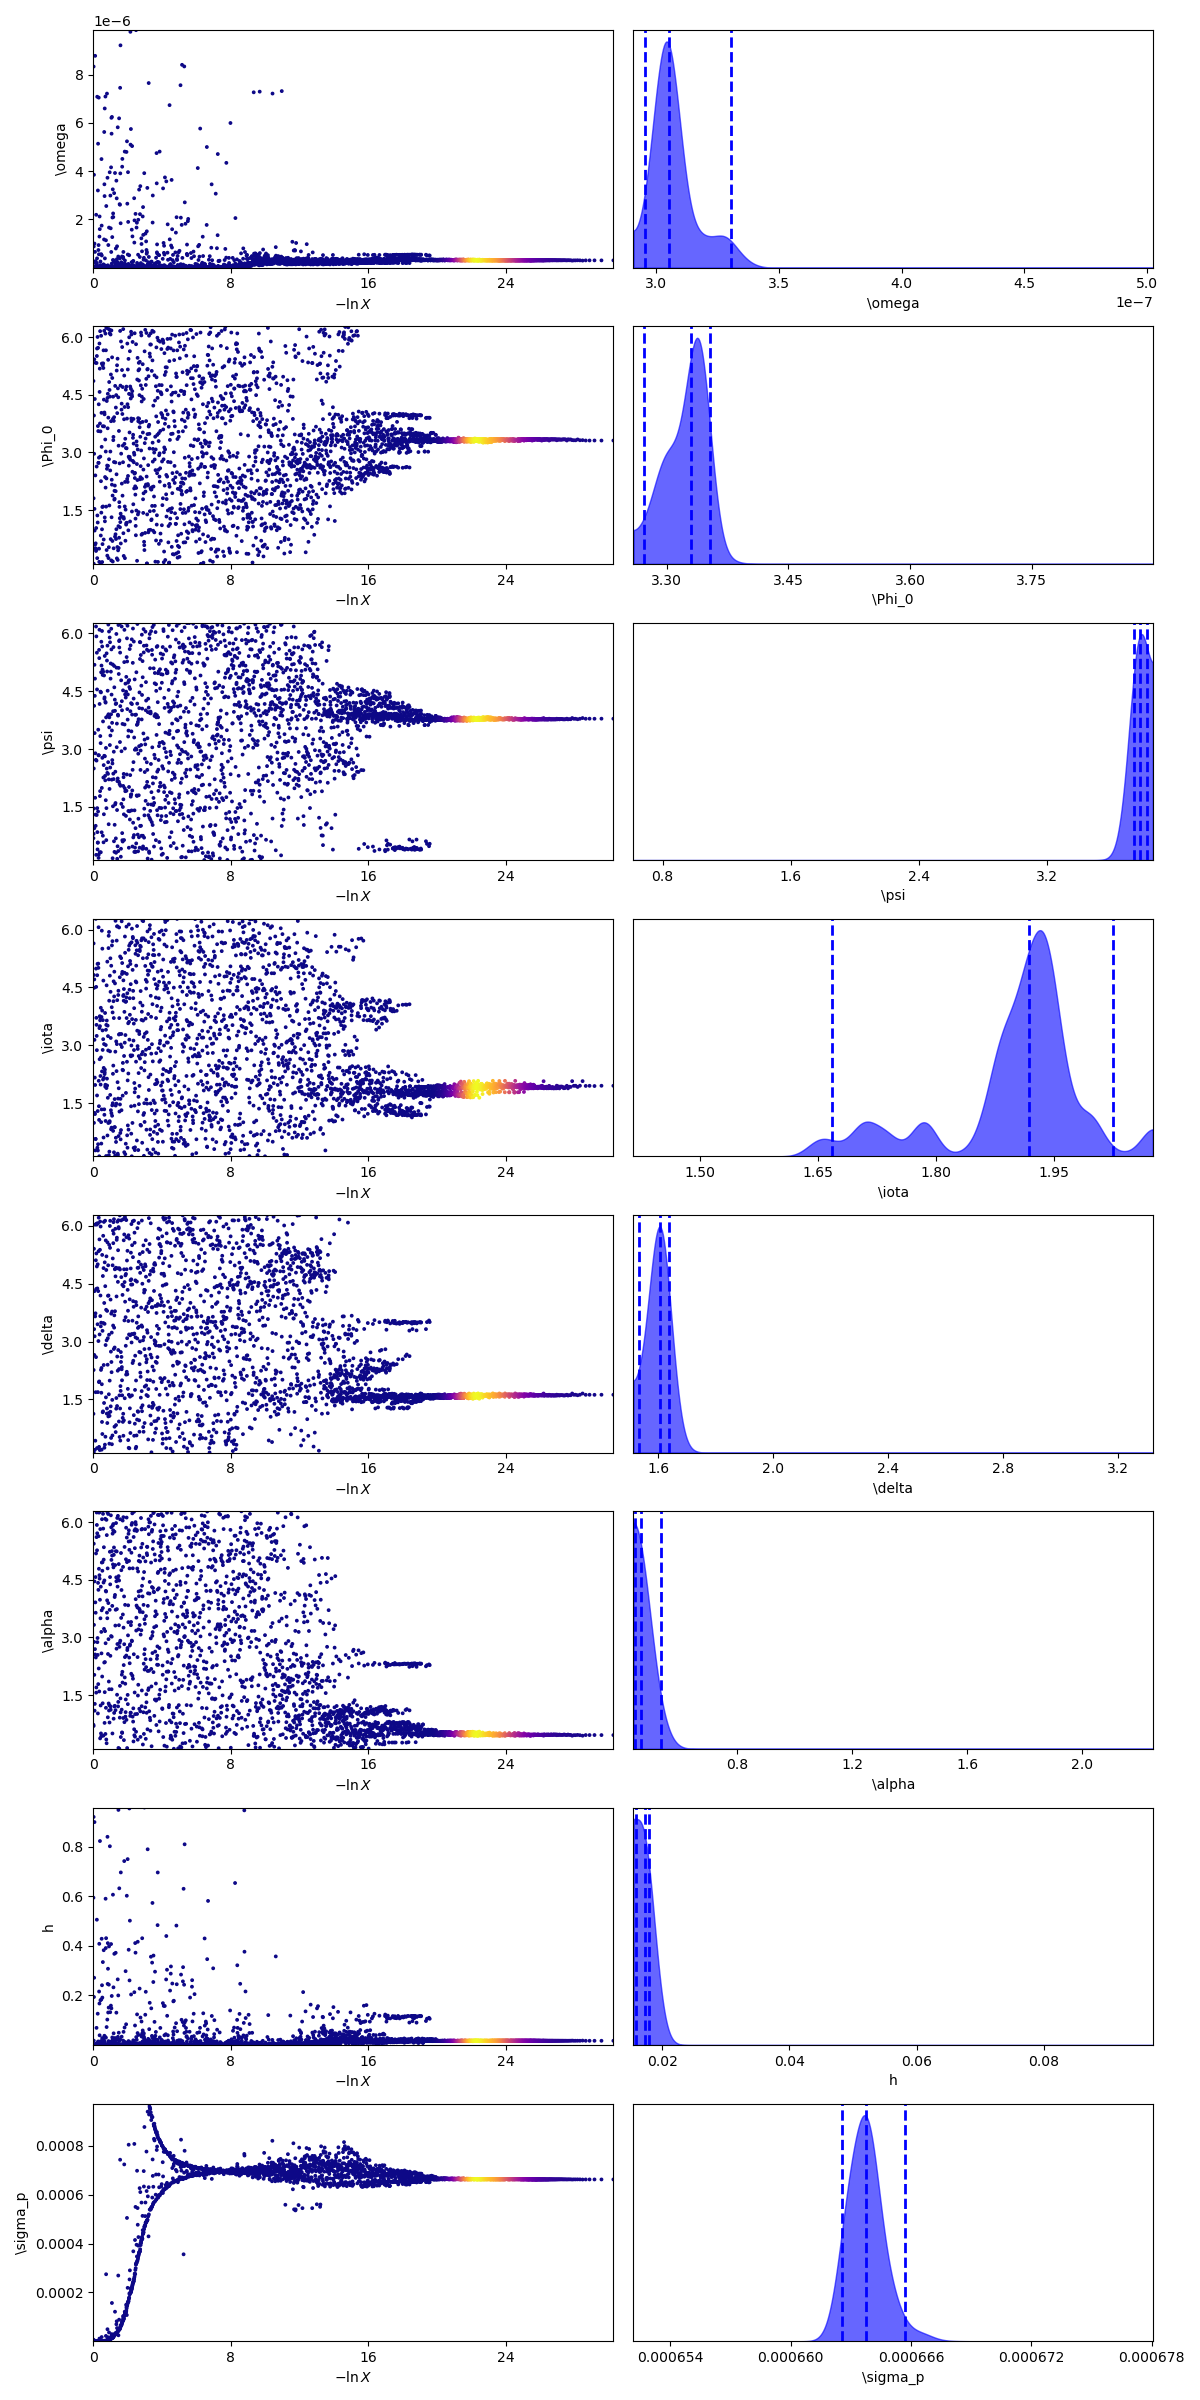 1e−6
8
6
4
2
\omega
0 8 16 24
−ln X
3.0 3.5 4.0 4.5 5.0
1e−7
\omega
6.0
4.5
3.0
1.5
\Phi_0
0 8 16 24
−ln X
3.30 3.45 3.60 3.75
\Phi_0
6.0
4.5
3.0
1.5
\psi
0 8 16 24
−ln X
0.8 1.6 2.4 3.2
\psi
6.0
4.5
3.0
1.5
\iota
0 8 16 24
−ln X
1.50 1.65 1.80 1.95
\iota
6.0
4.5
3.0
1.5
\delta
0 8 16 24
−ln X
1.6 2.0 2.4 2.8 3.2
\delta
6.0
4.5
3.0
1.5
\alpha
0 8 16 24
−ln X
0.8 1.2 1.6 2.0
\alpha
0.8
0.6
0.4
0.2
h
0 8 16 24
−ln X
0.02 0.04 0.06 0.08
h
0.0008
0.0006
0.0004
0.0002
\sigma_p
0 8 16 24
−ln X
0.000654 0.000660 0.000666 0.000672 0.000678
\sigma_p